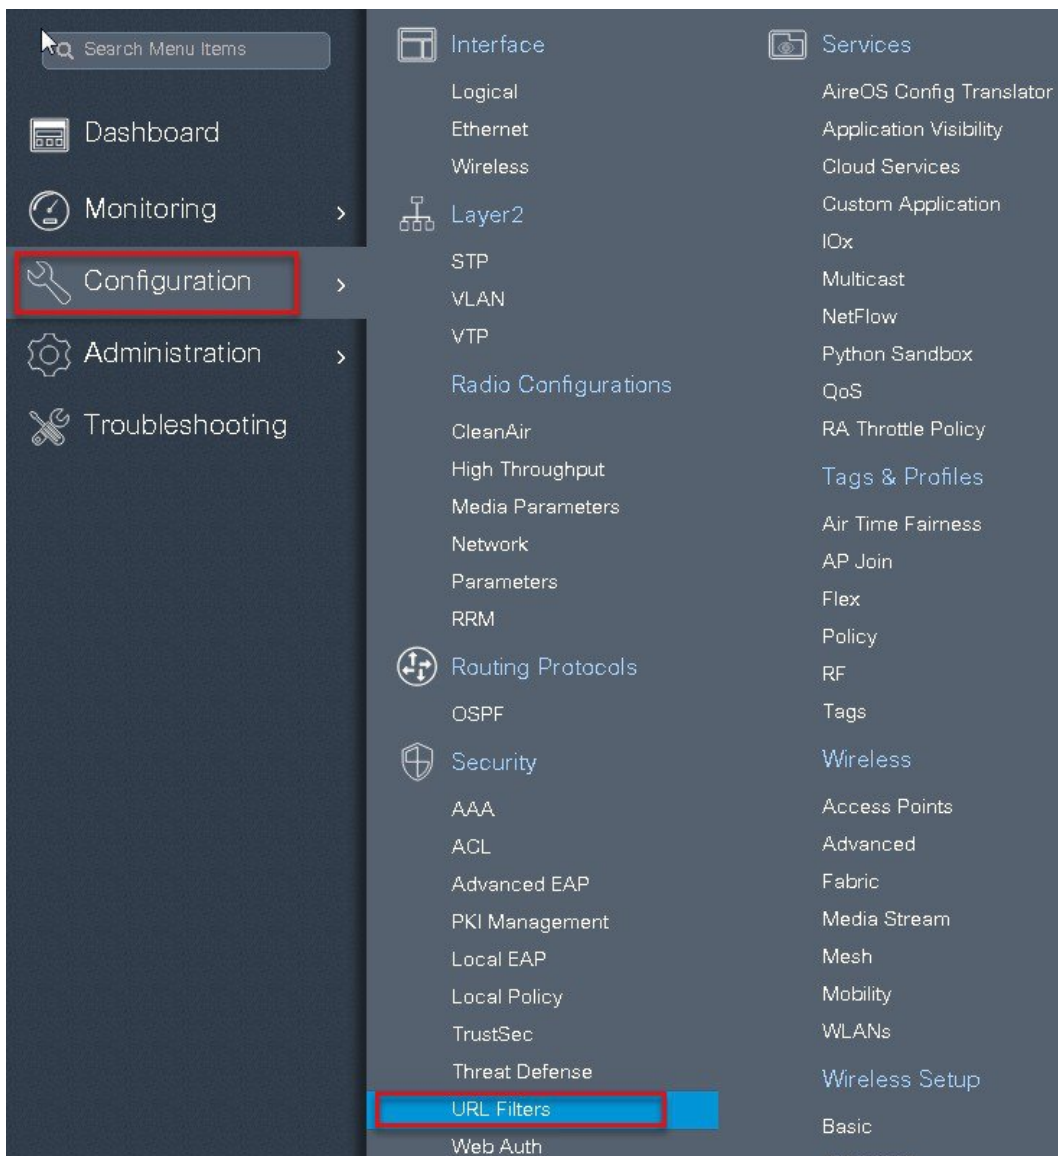 Search Menu Items
Dashboard
Monitoring
Configuration
Administration
Troubleshooting
Interface
Logical
Ethernet
Wireless
Layer2
STP
VLAN
VTP
Radio Configurations
CleanAir
High Throughput
Media Parameters
Network
Parameters
RRM
Routing Protocols
OSPF
Security
AAA
ACL
Advanced EAP
PKI Management
Local EAP
Local Policy
TrustSec
Threat Defense
URL Filters
Web Auth
Services
AireOS Config Translator
Application Visibility
Cloud Services
Custom Application
IOx
Multicast
NetFlow
Python Sandbox
QoS
RA Throttle Policy
Tags & Profiles
Air Time Fairness
AP Join
Flex
Policy
RF
Tags
Wireless
Access Points
Advanced
Fabric
Media Stream
Mesh
Mobility
WLANs
Wireless Setup
Basic